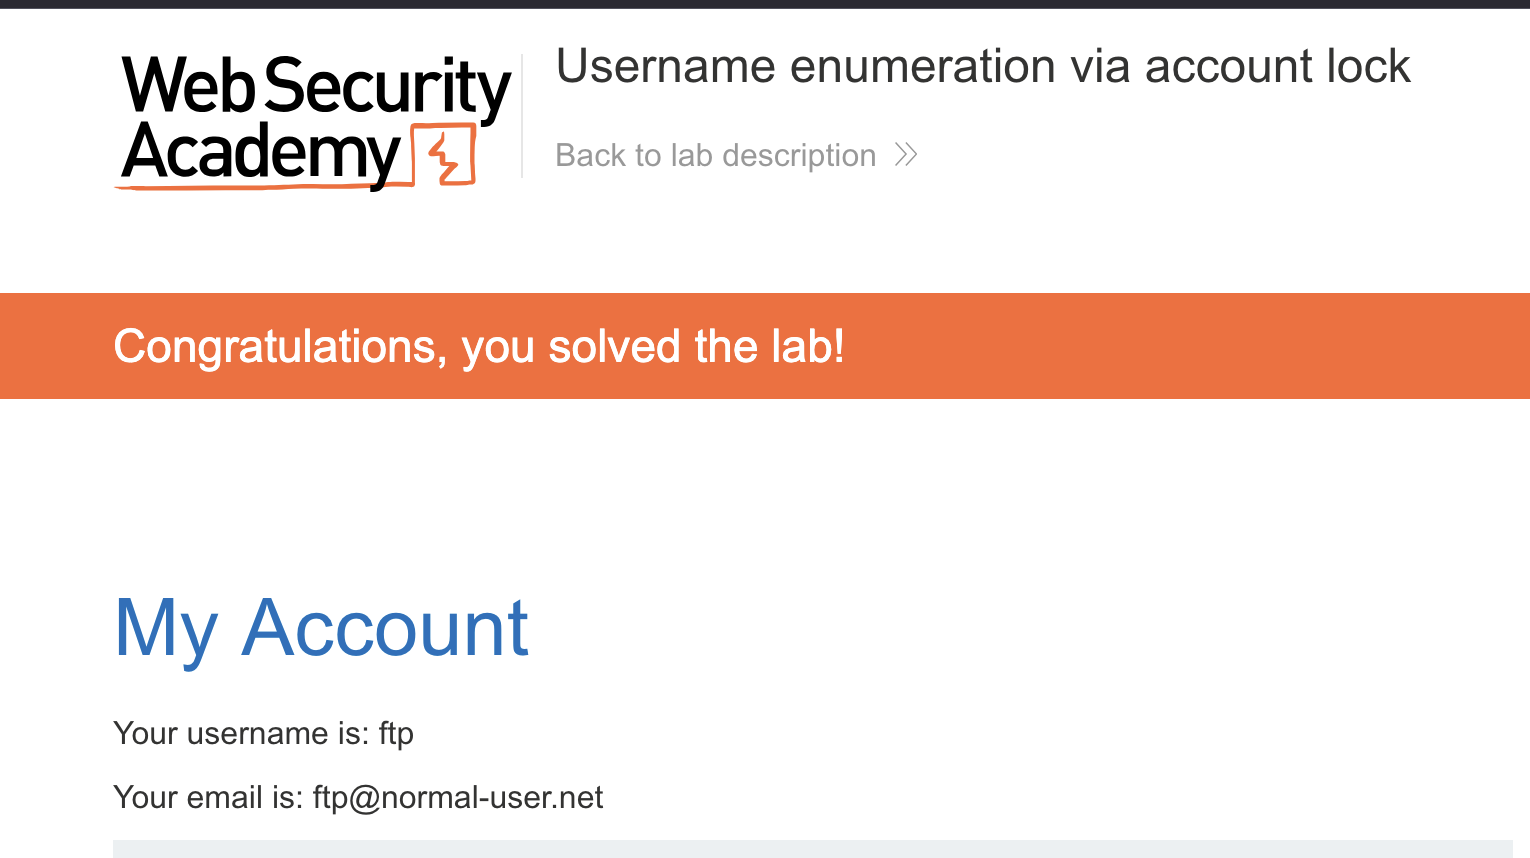 Web Security
Academy
Username enumeration via account lock
Back to lab description
Congratulations, you solved the lab!
My Account
Your username is: ftp
Your email is: ftp@normal-user.net